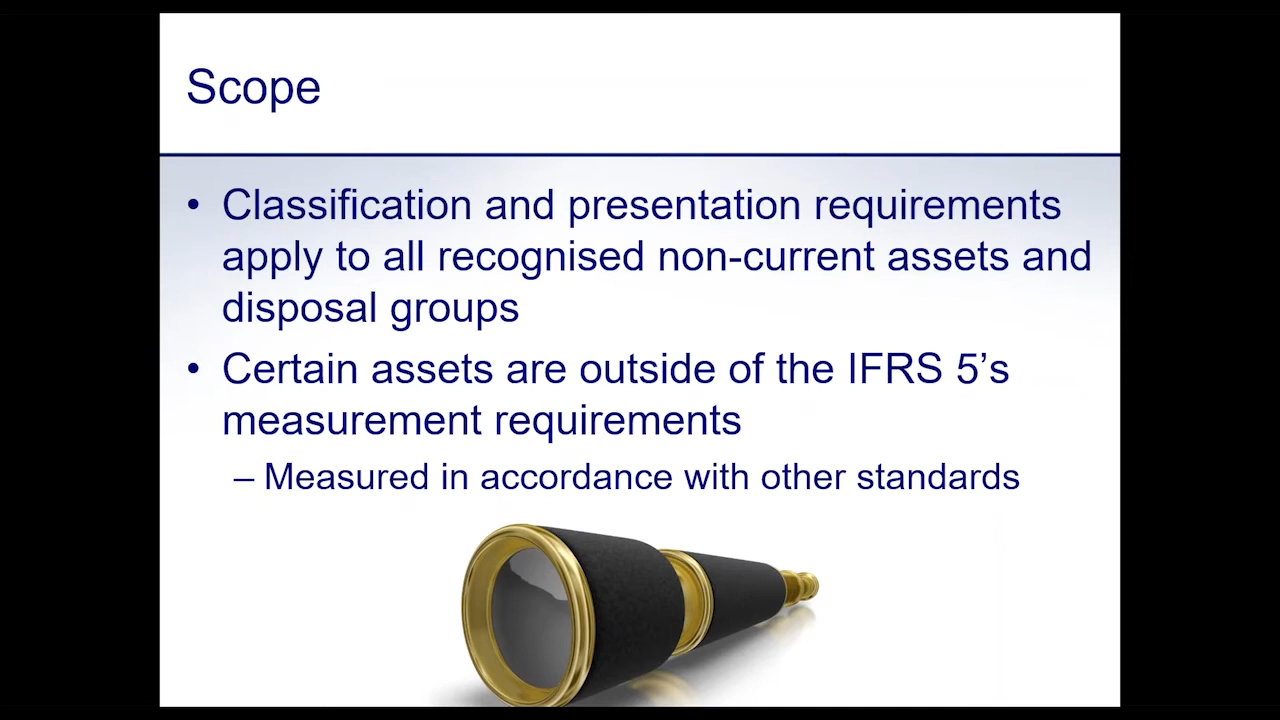 Scope
• Classification and presentation requirements
apply to all recognised non-current assets and
disposal groups
• Certain assets are outside of the IFRS 5’s
measurement requirements
– Measured in accordance with other standards